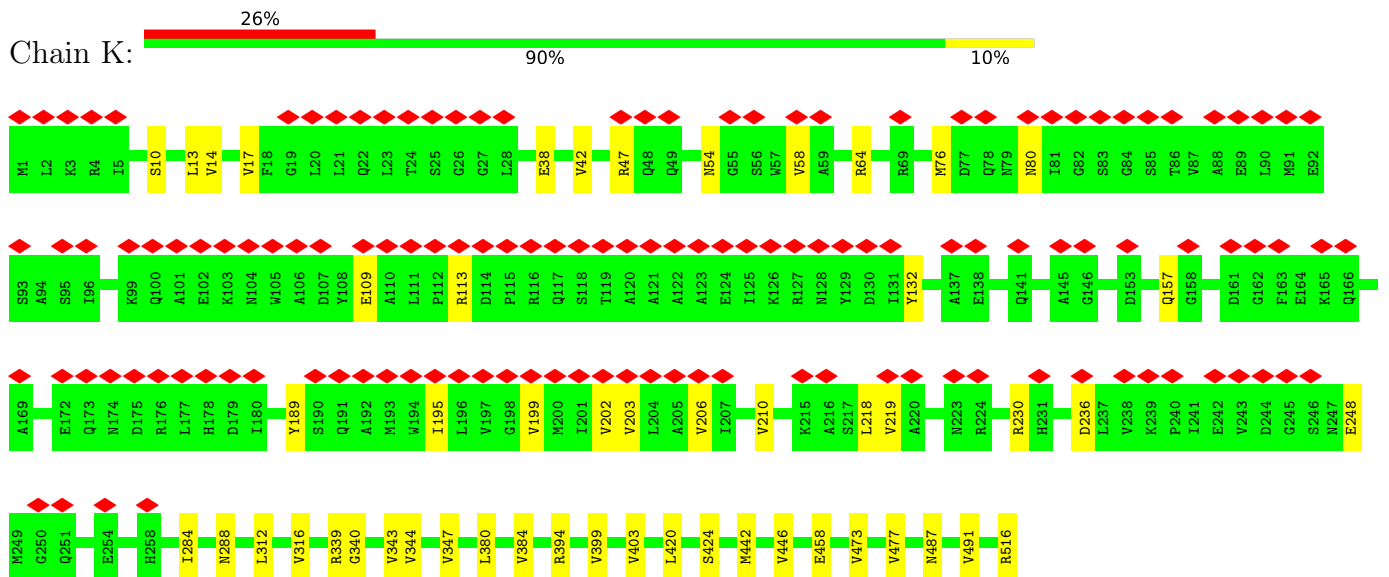 26%
Chain K:
90% 10%
M1 L2 K3 R4 I5 S10 L13 V14 V17 F18 G19 L20 L21 Q22 L23 T24 S25 G26 G27 L28 E38 V42 R47 Q48 Q49 N54 G55 S56 W57 V58 A59 R64 R69 M76 D77 Q78 N79 N80 I81 G82 S83 G84 S85 T86 V87 A88 E89 L90 M91 E92
S93 A94 S95 I96 K99 Q100 A101 E102 K103 N104 W105 A106 D107 Y108 E109 A110 L111 P112 R113 D114 P115 R116 Q117 S118 T119 A120 A121 A122 A123 E124 I125 K126 R127 N128 Y129 D130 I131 Y132 A137 E138 Q141 A145 G146 D153 Q157 G158 D161 G162 F163 E164 K165 Q166
A169 E172 Q173 N174 D175 R176 L177 H178 D179 I180 Y189 S190 Q191 A192 M193 W194 I195 L196 V197 G198 V199 M200 I201 V202 V203 L204 A205 V206 I207 V210 K215 A216 S217 L218 V219 A220 N223 R224 R230 H231 D236 L237 V238 K239 P240 I241 E242 V243 D244 G245 S246 N247 E248
M249 G250 Q251 E254 H258 I284 N288 L312 V316 R339 G340 V343 V344 V347 L380 V384 R394 V399 V403 L420 S424 M442 V446 E458 V473 V477 N487 V491 R516